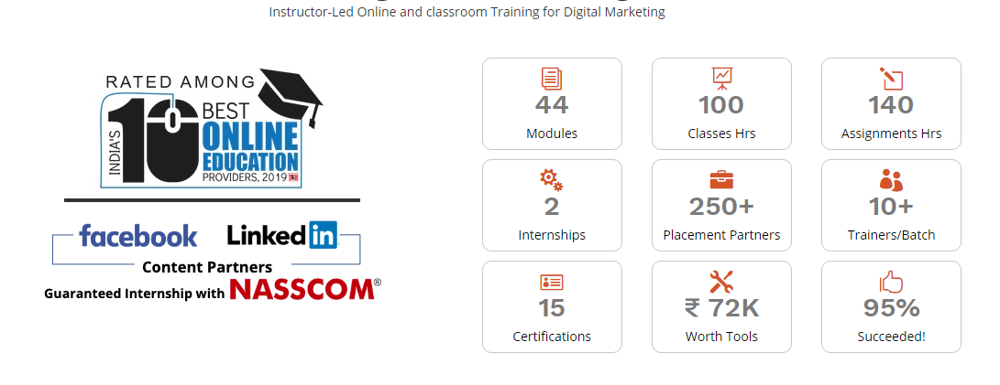 Instructor-Led Online and classroom Training for Digital Marketing
RATED AMONG
INDIA'S
10
BEST
ONLINE
EDUCATION
PROVIDERS, 2019
facebook
Linked in
Content Partners
Guaranteed Internship with NASSCOM®
44
Modules
100
Classes Hrs
140
Assignments Hrs
2
Internships
250+
Placement Partners
10+
Trainers/Batch
15
Certifications
₹ 72K
Worth Tools
95%
Succeeded!